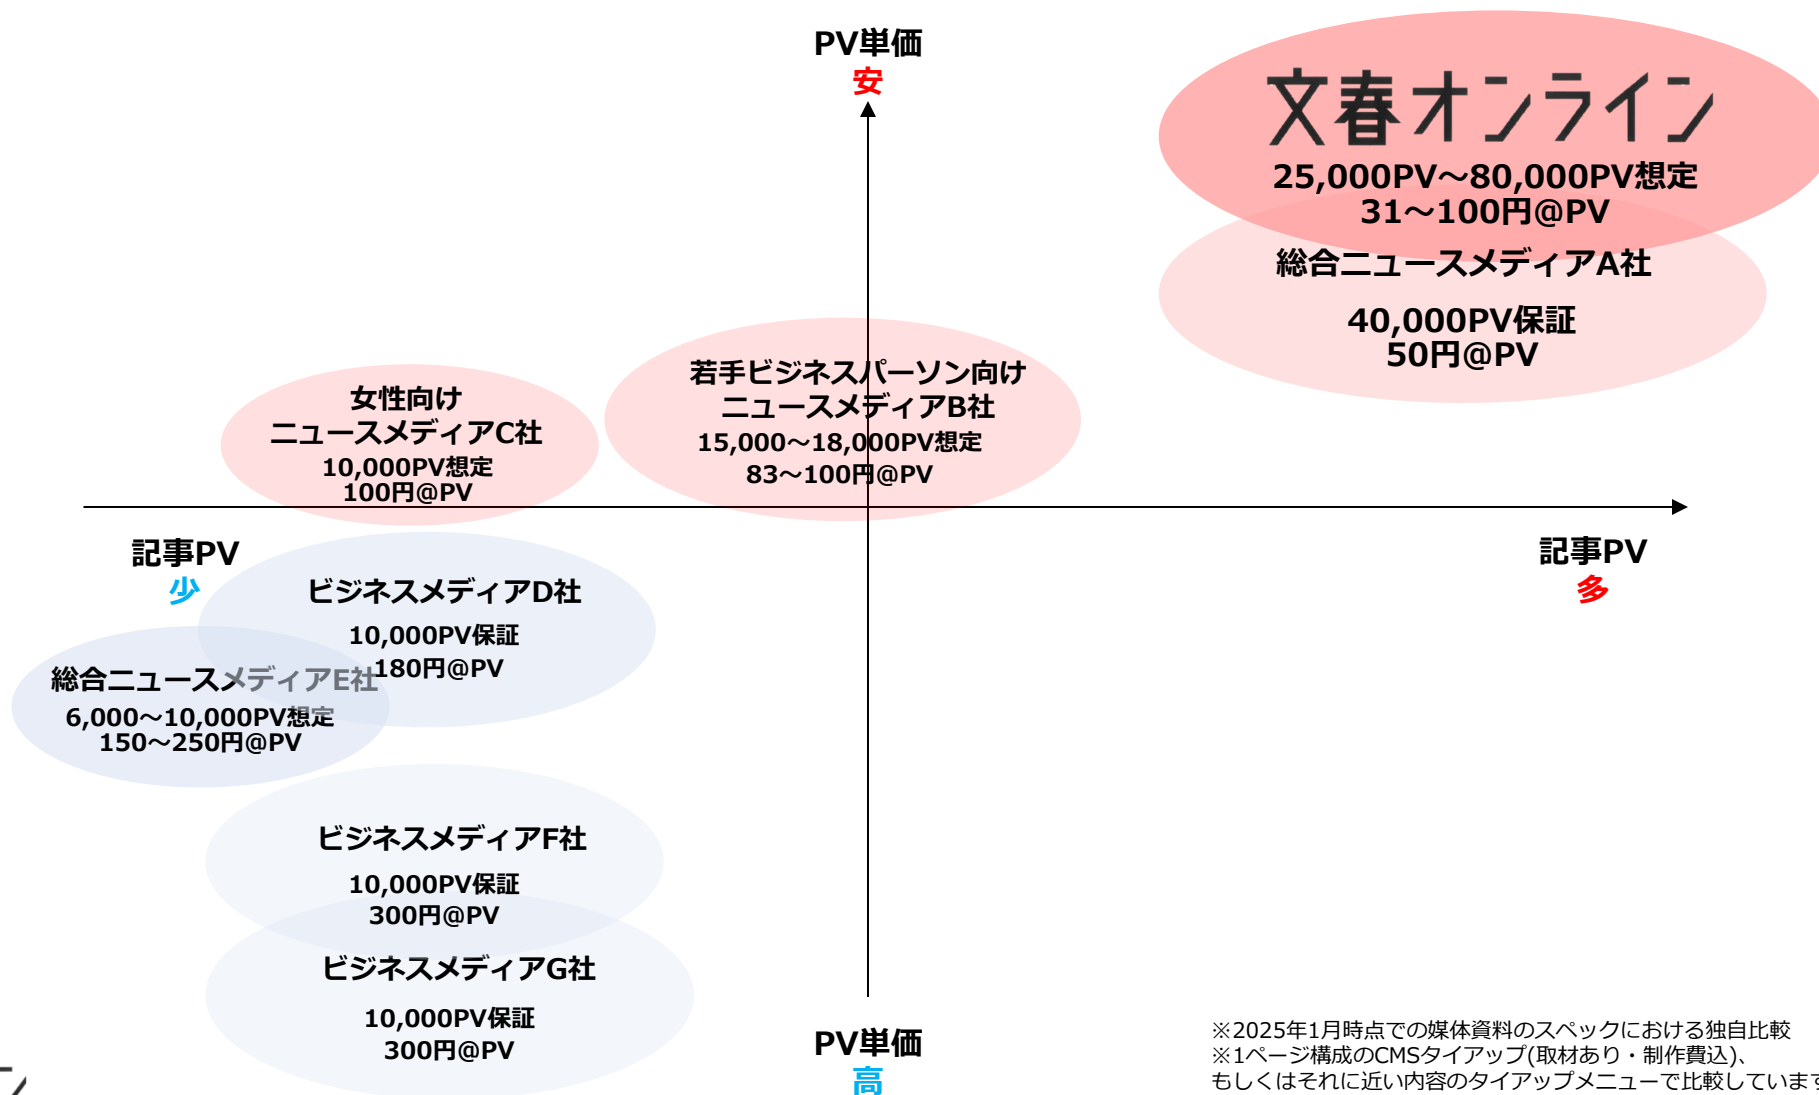 PV単価
安
文春オンライン
25,000PV～80,000PV想定
31～100円@PV
総合ニュースメディアA社
40,000PV保証
50円@PV
若手ビジネスパーソン向け
ニュースメディアB社
15,000～18,000PV想定
83～100円@PV
女性向け
ニュースメディアC社
10,000PV想定
100円@PV
記事PV
少
記事PV
多
ビジネスメディアD社
10,000PV保証
180円@PV
総合ニュースメディアE社
6,000～10,000PV想定
150～250円@PV
ビジネスメディアF社
10,000PV保証
300円@PV
ビジネスメディアG社
10,000PV保証
300円@PV
PV単価
高
※2025年1月時点での媒体資料のスペックにおける独自比較
※1ページ構成のCMSタイアップ(取材あり・制作費込)、
もしくはそれに近い内容のタイアップメニューで比較しています
ン